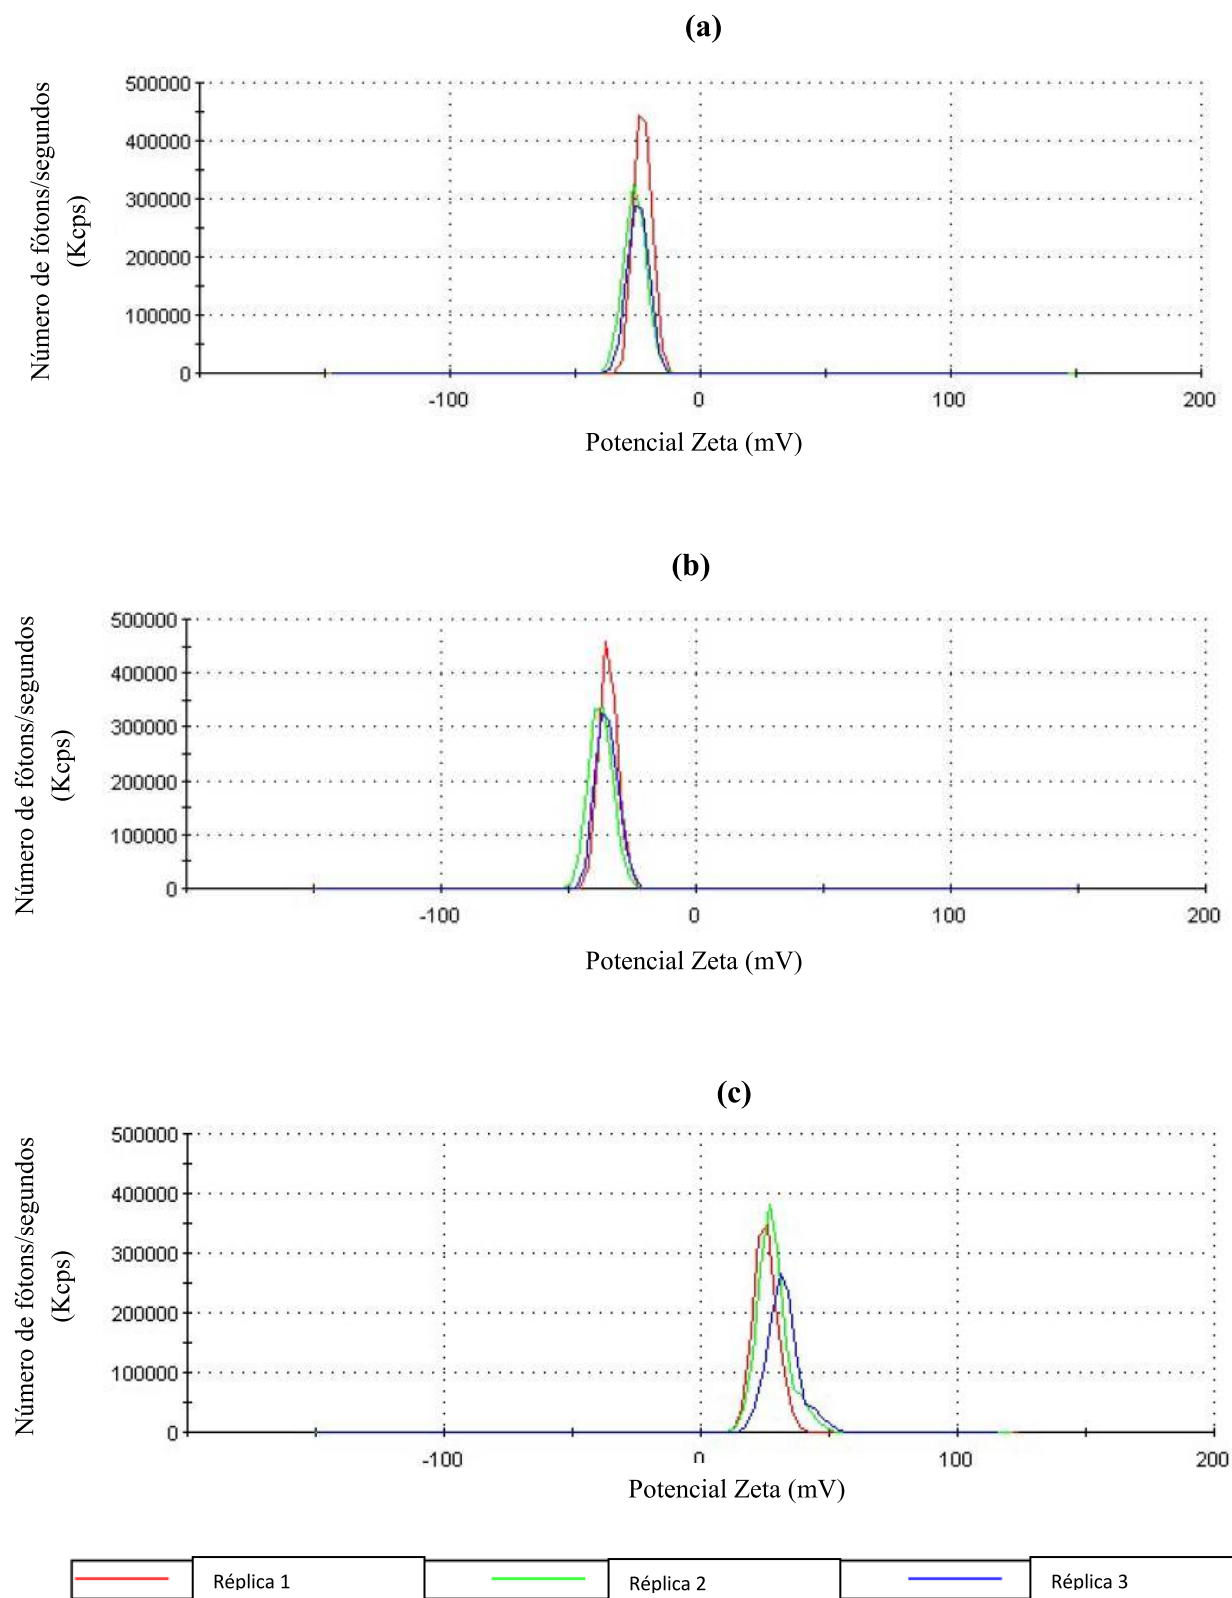 (a)
Número de fótons/segundos
(Kcps)
500000
400000
300000
200000
100000
0
-100
0
100
200
Potencial Zeta (mV)
(b)
Número de fótons/segundos
(Kcps)
500000
400000
300000
200000
100000
0
-100
0
100
200
Potencial Zeta (mV)
(c)
Número de fótons/segundos
(Kcps)
500000
400000
300000
200000
100000
0
-100
0
100
200
Potencial Zeta (mV)
Réplica 1
Réplica 2
Réplica 3